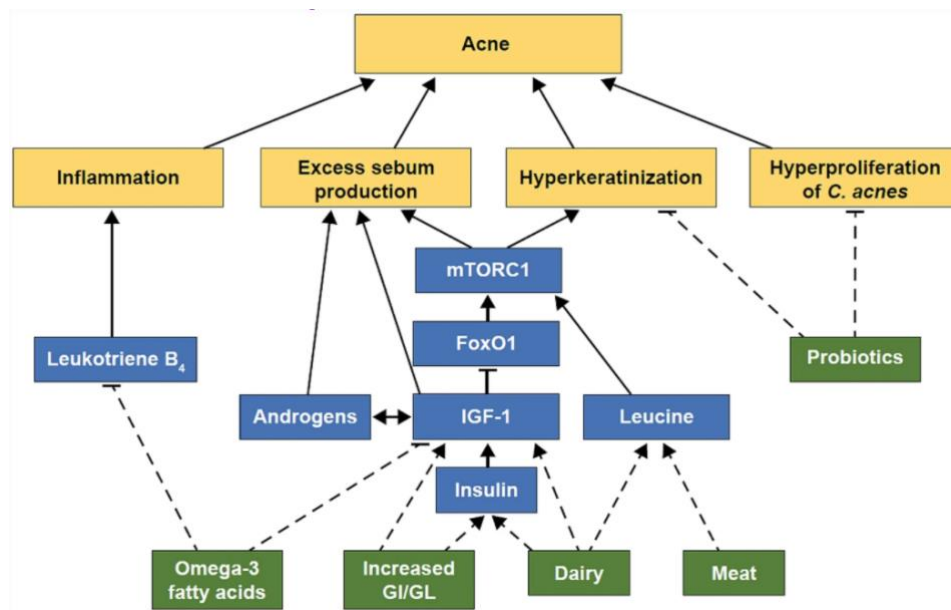 Acne
Inflammation
Excess sebum
production
Hyperkeratinization
Hyperproliferation
of C. acnes
mTORC1
FoxO1
Leukotriene B4
Probiotics
Androgens
IGF-1
Leucine
Insulin
Omega-3
fatty acids
Increased
GI/GL
Dairy
Meat